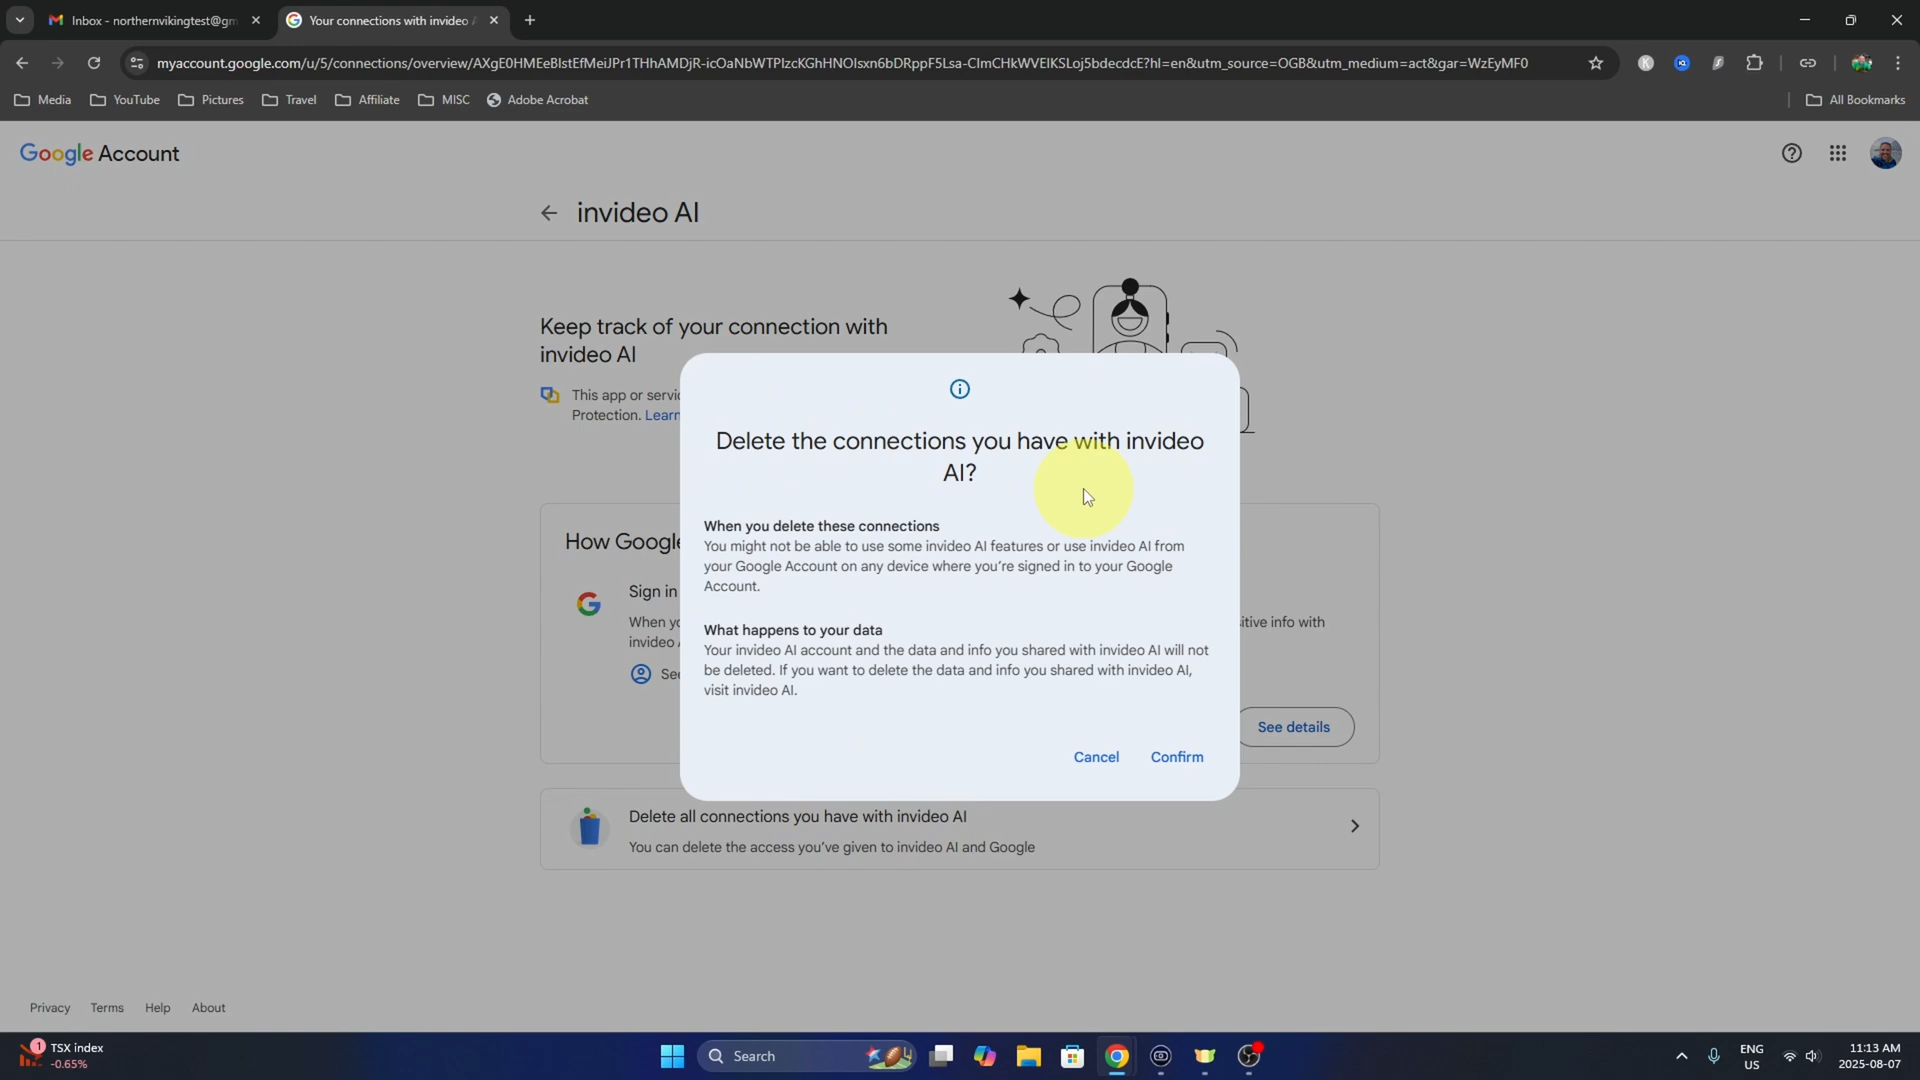 Inbox - northernvikingtest@gm
Your connections with invideo
myaccount.google.com/u/5/connections/overview/AXgE0HMEeBlstEfMeiJPr1THhAMDjR-icOaNbWTPlzcKGhHNOlsxn6bDRppF5Lsa-ClmCHkWVElKSLoj5bdecdcE?hl=en&utm_source=OGB&utm_medium=act&gar=WzEyMF0
Media
YouTube
Pictures
Travel
Affiliate
MISC
Adobe Acrobat
All Bookmarks
Google Account
invideo AI
Keep track of your connection with
invideo AI
This app or servi
Protection. Learn
Delete the connections you have with invideo
AI?
When you delete these connections
You might not be able to use some invideo AI features or use invideo AI from
your Google Account on any device where you're signed in to your Google
Account.
What happens to your data
Your invideo AI account and the data and info you shared with invideo AI will not
be deleted. If you want to delete the data and info you shared with invideo AI,
visit invideo AI.
Cancel
Confirm
How Google
Sign in
When yo
itive info with
invideo
See
See details
Delete all connections you have with invideo AI
You can delete the access you've given to invideo AI and Google
Privacy
Terms
Help
About
1
TSX index
-0.65%
Search
ENG
US
11:13 AM
2025-08-07